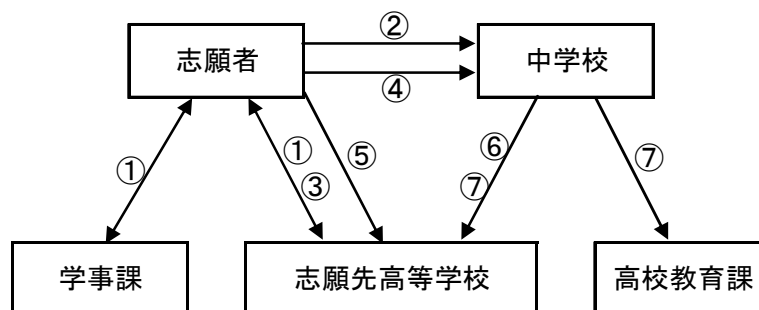 ②
志願者
中学校
④
①
①
③
⑤
⑥
⑦
⑦
学事課
志願先高等学校
高校教育課